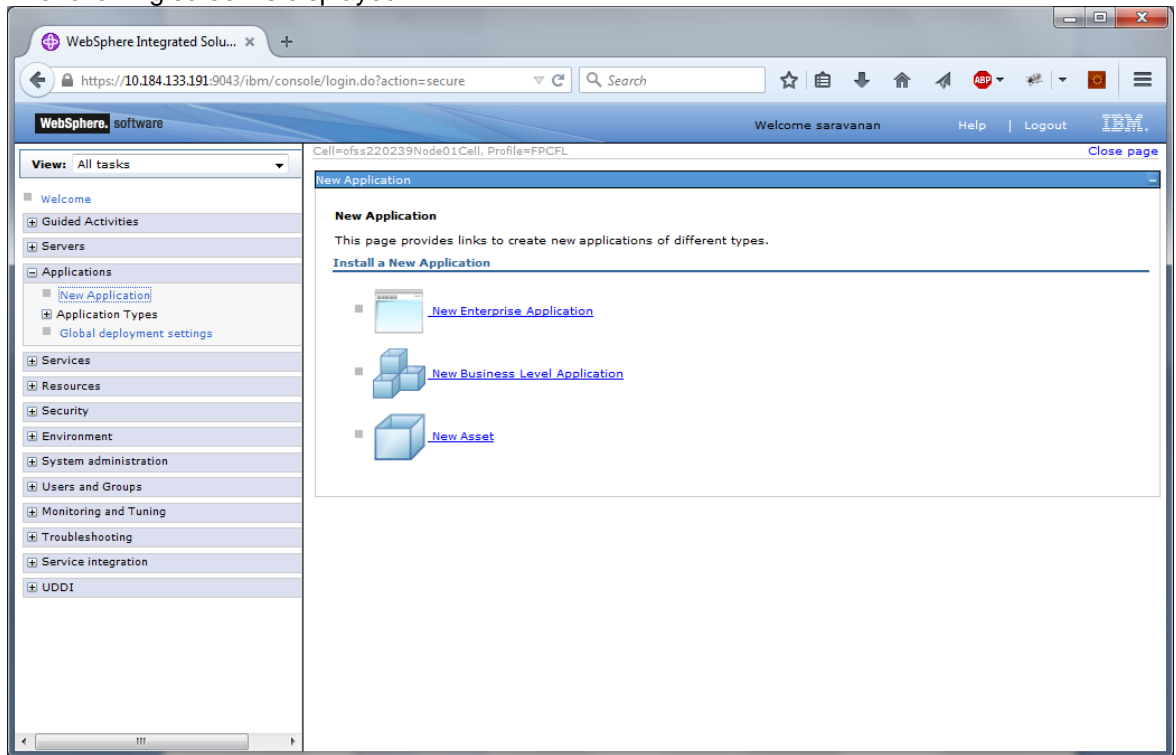 WebSphere Integrated Solu... × +
https://10.184.133.191:9043/ibm/console/login.do?action=secure Search ABP
WebSphere. software Welcome saravanan Help | Logout IBM.
View: All tasks
Cell=ofss220239Node01Cell, Profile=FPCFL Close page
Welcome
Guided Activities
Servers
Applications
New Application
Application Types
Global deployment settings
Services
Resources
Security
Environment
System administration
Users and Groups
Monitoring and Tuning
Troubleshooting
Service integration
UDDI
New Application
New Application
This page provides links to create new applications of different types.
Install a New Application
New Enterprise Application
New Business Level Application
New Asset